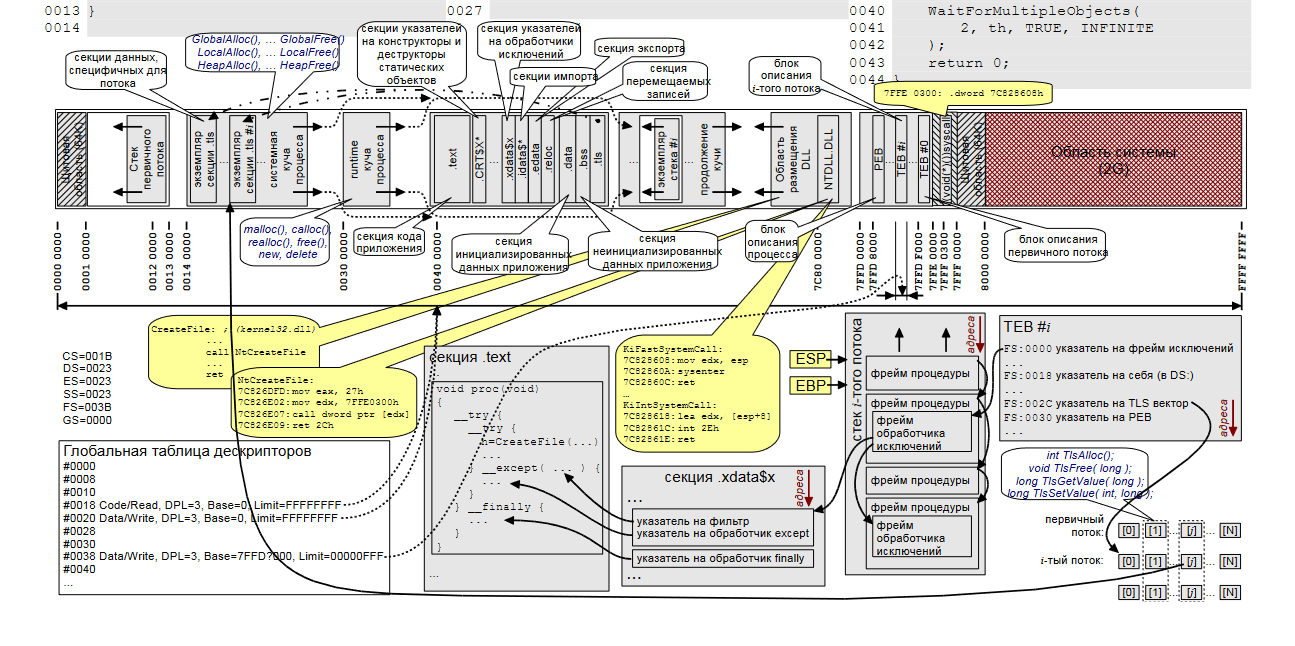 0013 }
0014
0027
0040 WaitForMultipleObjects(
0041 2, th, TRUE, INFINITE
0042 );
0043 return 0;
0044 }
секции данных,
специфичных для
потока
GlobalAlloc(), ... GlobalFree()
LocalAlloc(), ... LocalFree()
HeapAlloc(), ... HeapFree()
секции указателей
на конструкторы и
деструкторы
статических
объектов
секция указателей
на обработчики
исключений
секции импорта
секция экспорта
секция
перемещаемых
записей
блок
описания
i-того потока
7FFE 0300: .dword 7C828608h
Шитовая
область (64K)
Стек
первичного
потока
экземпляр
секции .tls
...
экземпляр
секции .tls #i
...
системная
куча
процесса
runtime
куча
процесса
.text
.CRT$X*
.xdata$x
.idata$*
.edata
.reloc
.data
.bss
.tls
...
экземпляр
стека #i
...
продолжение
кучи
Область
размещения
DLL
NTDLL.DLL
PEB
...
TEB #i
...
TEB #0
(void(*)())syscall
Шитовая
область (64K)
Область системы
(2G)
malloc(), calloc(),
realloc(), free(),
new, delete
секция кода
приложения
секция
инициализированных
данных приложения
секция
неинициализированных
данных приложения
блок
описания
процесса
блок описания
первичного потока
0000 0000
0001 0000
0012 0000
0013 0000
0014 0000
0030 0000
0040 0000
7C80 0000
7FFD 0000
7FFD 8000
7FFD F000
7FFE 0000
7FFE 0300
7FFF 0000
8000 0000
FFFF FFFF
CreateFile: ; (kernel32.dll)
...
call NtCreateFile
...
ret
NtCreateFile:
7C826DFD:mov eax, 27h
7C826E02:mov edx, 7FFE0300h
7C826E07:call dword ptr [edx]
7C826E09:ret 2Ch
CS=001B
DS=0023
ES=0023
SS=0023
FS=003B
GS=0000
Глобальная таблица дескрипторов
#0000
#0008
#0010
#0018 Code/Read, DPL=3, Base=0, Limit=FFFFFFFF
#0020 Data/Write, DPL=3, Base=0, Limit=FFFFFFFF
#0028
#0030
#0038 Data/Write, DPL=3, Base=7FFD?000, Limit=00000FFF
#0040
...
секция .text
void proc(void)
{
__try {
__try {
h=CreateFile(...)
...
} __except( ... ) {
...
}
} __finally {
...
}
}
...
KiFastSystemCall:
7C828608:mov edx, esp
7C82860A:sysenter
7C82860C:ret
...
KiIntSystemCall:
7C828618:lea edx, [esp+8]
7C82861C:int 2Eh
7C82861E:ret
секция .xdata$x
адреса
...
указатель на фильтр
указатель на обработчик except
указатель на обработчик finally
...
ESP
EBP
стек i-того потока
адреса
фрейм процедуры
фрейм процедуры
фрейм
обработчика
исключений
фрейм процедуры
фрейм процедуры
фрейм
обработчика
исключений
TEB #i
FS:0000 указатель на фрейм исключений
...
FS:0018 указатель на себя (в DS:)
...
FS:002C указатель на TLS вектор
FS:0030 указатель на PEB
...
адреса
int TlsAlloc();
void TlsFree( long );
long TlsGetValue( long );
long TlsSetValue( int, long );
первичный
поток:
[0] [1] ... [j] ... [N]
i-тый поток:
[0] [1] ... [j] ... [N]
[0] [1] ... [j] ... [N]